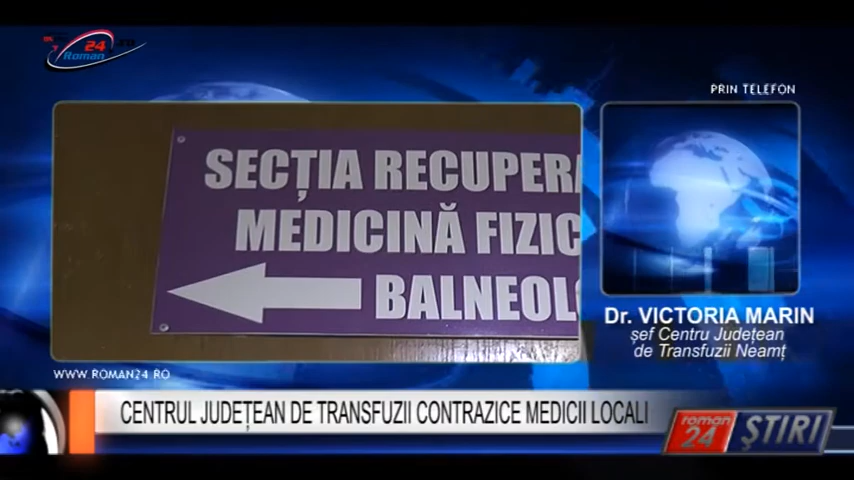 24
Roman
PRIN TELEFON
SECȚIA RECUPERA
MEDICINĂ FIZIC
BALNEOL
Dr. VICTORIA MARIN
șef Centru Județean
de Transfuzii Neamț
WWW.ROMAN24.RO
CENTRUL JUDEȚEAN DE TRANSFUZII CONTRAZICE MEDICII LOCALI
roman
24
ȘTIRI